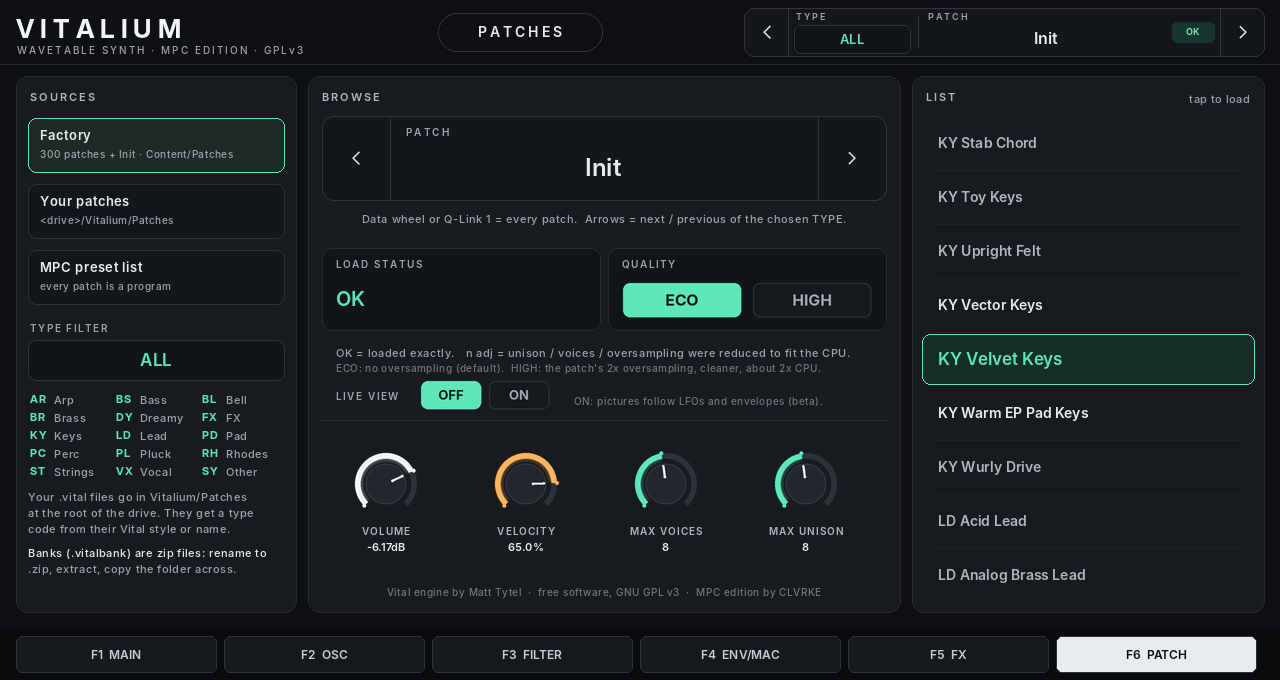 VITALIUM
WAVETABLE SYNTH · MPC EDITION · GPLv3
PATCHES
TYPE
ALL
PATCH
Init
OK
SOURCES
Factory
300 patches + Init · Content/Patches
Your patches
<drive>/Vitalium/Patches
MPC preset list
every patch is a program
TYPE FILTER
ALL
AR Arp BS Bass BL Bell
BR Brass DY Dreamy FX FX
KY Keys LD Lead PD Pad
PC Perc PL Pluck RH Rhodes
ST Strings VX Vocal SY Other
Your .vital files go in Vitalium/Patches
at the root of the drive. They get a type
code from their Vital style or name.
Banks (.vitalbank) are zip files: rename to
.zip, extract, copy the folder across.
BROWSE
PATCH
Init
Data wheel or Q-Link 1 = every patch. Arrows = next / previous of the chosen TYPE.
LOAD STATUS
OK
QUALITY
ECO HIGH
OK = loaded exactly. n adj = unison / voices / oversampling were reduced to fit the CPU.
ECO: no oversampling (default). HIGH: the patch's 2x oversampling, cleaner, about 2x CPU.
LIVE VIEW OFF ON ON: pictures follow LFOs and envelopes (beta).
VOLUME VELOCITY MAX VOICES MAX UNISON
-6.17dB 65.0% 8 8
Vital engine by Matt Tytel · free software, GNU GPL v3 · MPC edition by CLVRKE
LIST
tap to load
KY Stab Chord
KY Toy Keys
KY Upright Felt
KY Vector Keys
KY Velvet Keys
KY Warm EP Pad Keys
KY Wurly Drive
LD Acid Lead
LD Analog Brass Lead
F1 MAIN F2 OSC F3 FILTER F4 ENV/MAC F5 FX F6 PATCH